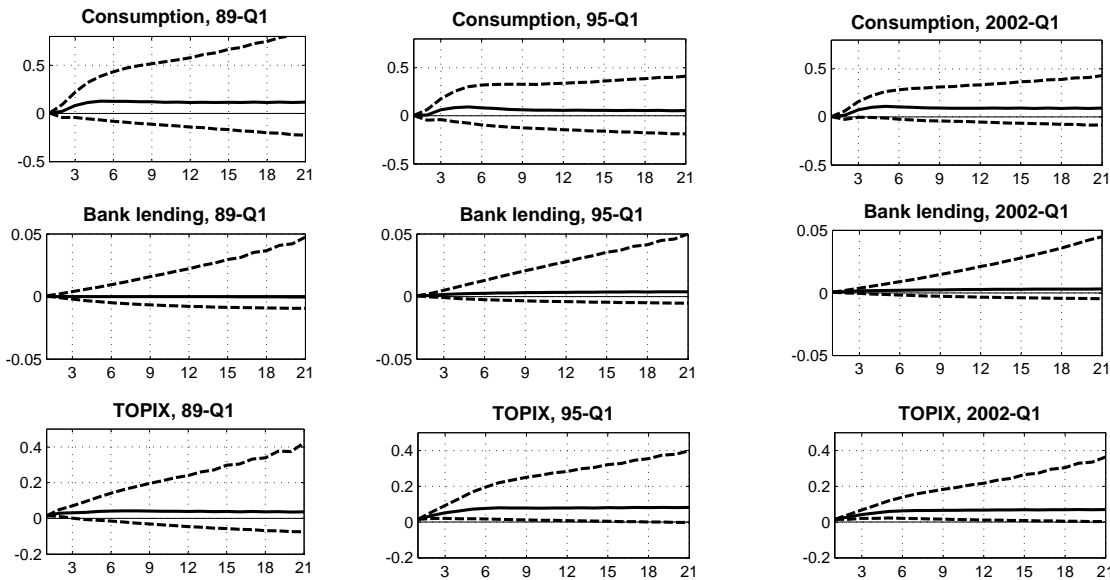 Consumption, 89-Q1
0.5
0
-0.5
3 6 9 12 15 18 21
Consumption, 95-Q1
0.5
0
-0.5
3 6 9 12 15 18 21
Consumption, 2002-Q1
0.5
0
-0.5
3 6 9 12 15 18 21
Bank lending, 89-Q1
0.05
0
-0.05
3 6 9 12 15 18 21
Bank lending, 95-Q1
0.05
0
-0.05
3 6 9 12 15 18 21
Bank lending, 2002-Q1
0.05
0
-0.05
3 6 9 12 15 18 21
TOPIX, 89-Q1
0.4
0.2
0
-0.2
3 6 9 12 15 18 21
TOPIX, 95-Q1
0.4
0.2
0
-0.2
3 6 9 12 15 18 21
TOPIX, 2002-Q1
0.4
0.2
0
-0.2
3 6 9 12 15 18 21